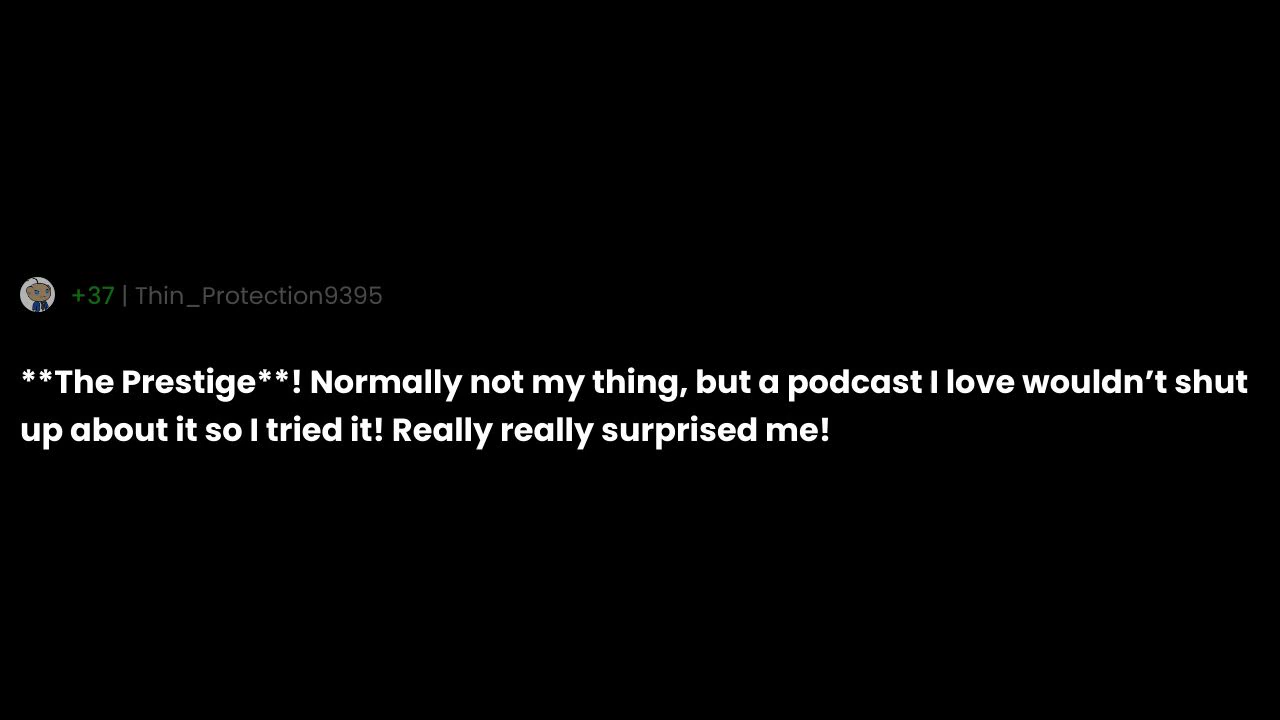 +37 | Thin_Protection9395
**The Prestige**! Normally not my thing, but a podcast I love wouldn’t shut
up about it so I tried it! Really really surprised me!